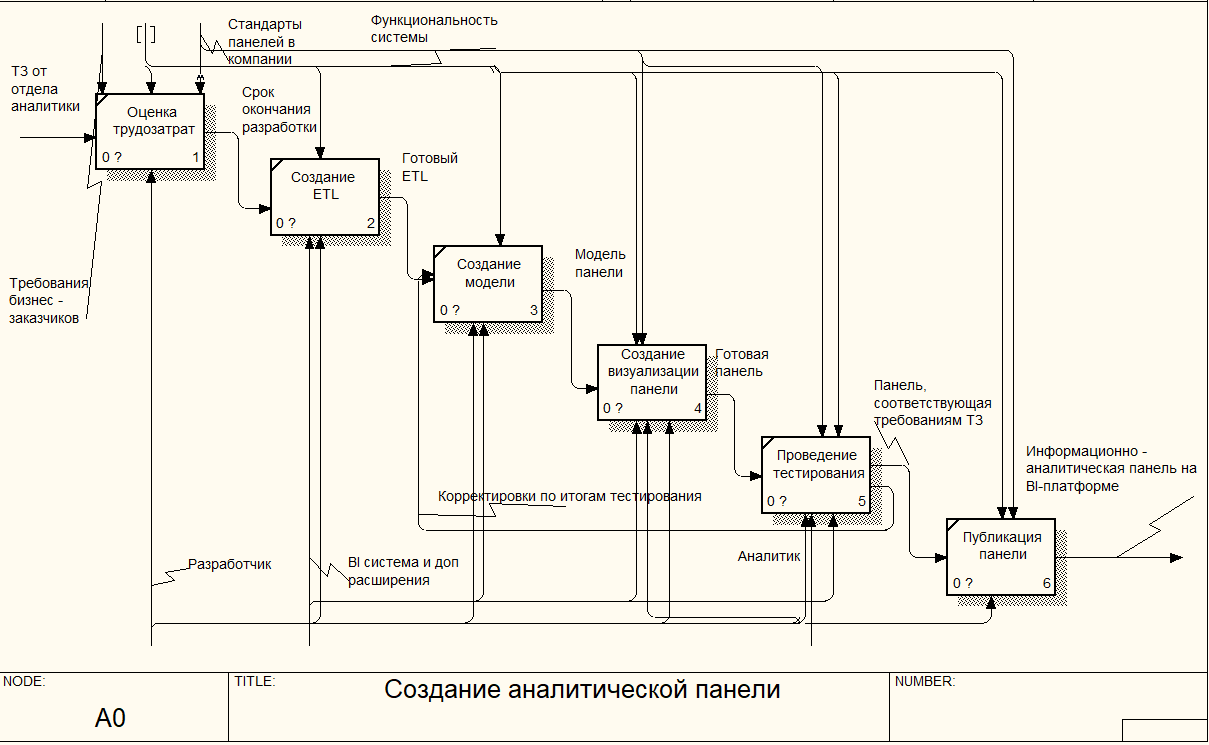 Стандарты
панелей в
компании
Функциональность
системы
ТЗ от
отдела
аналитики
Оценка
трудозатрат
0 ?
1
Срок
окончания
разработки
Создание
ETL
0 ?
2
Готовый
ETL
Требования
бизнес -
заказчиков
Создание
модели
0 ?
3
Модель
панели
Создание
визуализации
панели
0 ?
4
Готовая
панель
Панель,
соответствующая
требованиям ТЗ
Проведение
тестирования
0 ?
5
Информационно -
аналитическая панель на
BI-платформе
Корректировки по итогам тестирования
Публикация
панели
0 ?
6
Разработчик
BI система и доп
расширения
Аналитик
NODE:
A0
TITLE:
Создание аналитической панели
NUMBER: